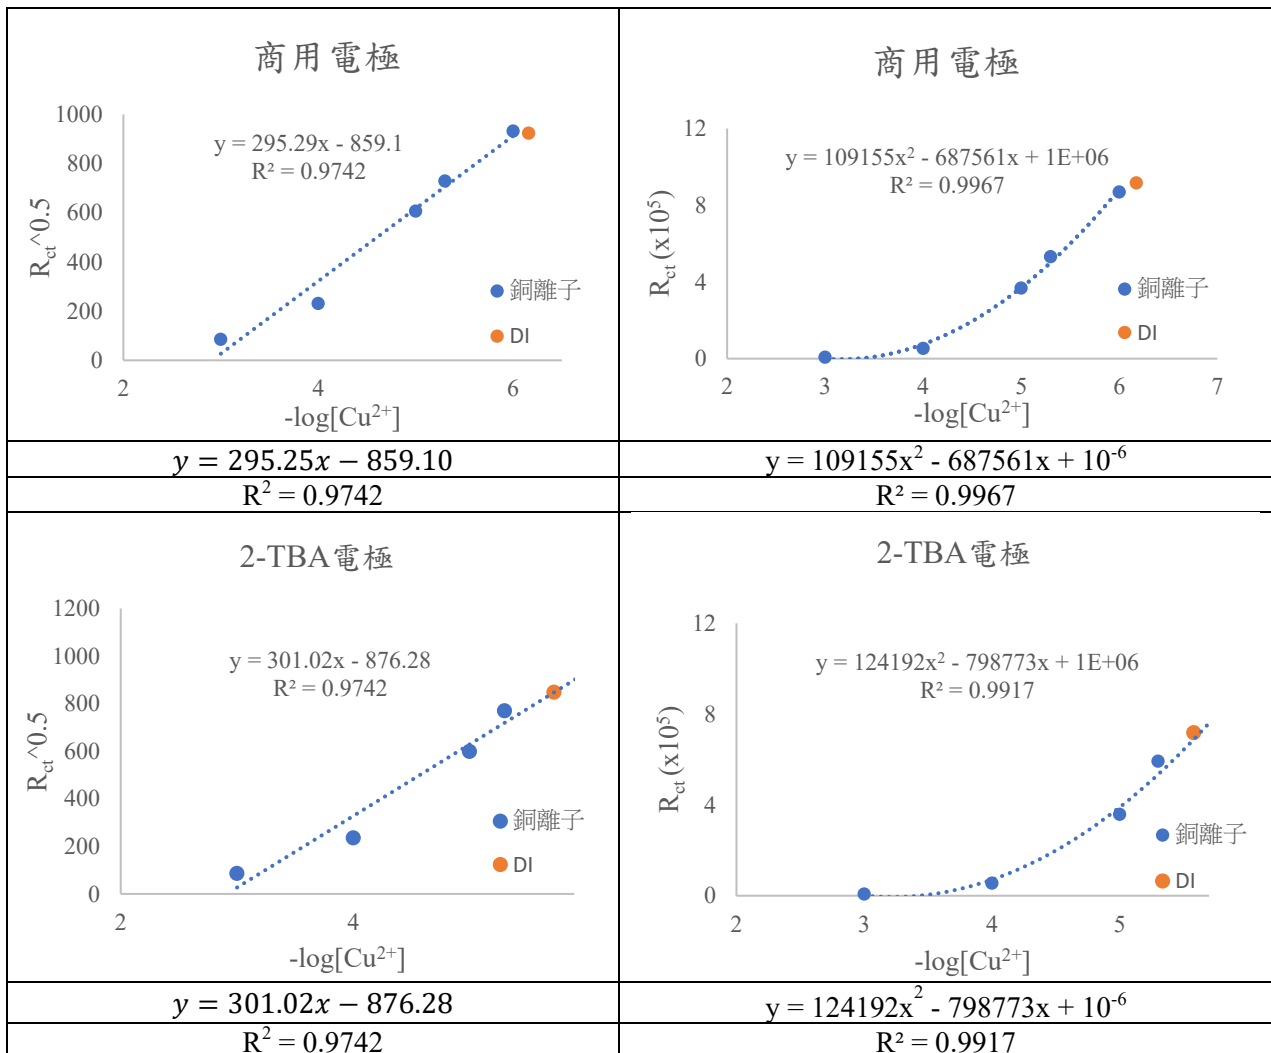 商用電極
1000
800
600
400
200
0
R_ct^0.5
y = 295.29x - 859.1
R² = 0.9742
銅離子
DI
2 4 6
-log[Cu²⁺]
商用電極
12
8
4
0
R_ct (x10⁵)
y = 109155x² - 687561x + 1E+06
R² = 0.9967
銅離子
DI
2 3 4 5 6 7
-log[Cu²⁺]
y = 295.25x − 859.10
y = 109155x² - 687561x + 10⁻⁶
R² = 0.9742
R² = 0.9967
2-TBA電極
1200
1000
800
600
400
200
0
R_ct^0.5
y = 301.02x - 876.28
R² = 0.9742
銅離子
DI
2 4
-log[Cu²⁺]
2-TBA電極
12
8
4
0
R_ct (x10⁵)
y = 124192x² - 798773x + 1E+06
R² = 0.9917
銅離子
DI
2 3 4 5
-log[Cu²⁺]
y = 301.02x − 876.28
y = 124192x² - 798773x + 10⁻⁶
R² = 0.9742
R² = 0.9917